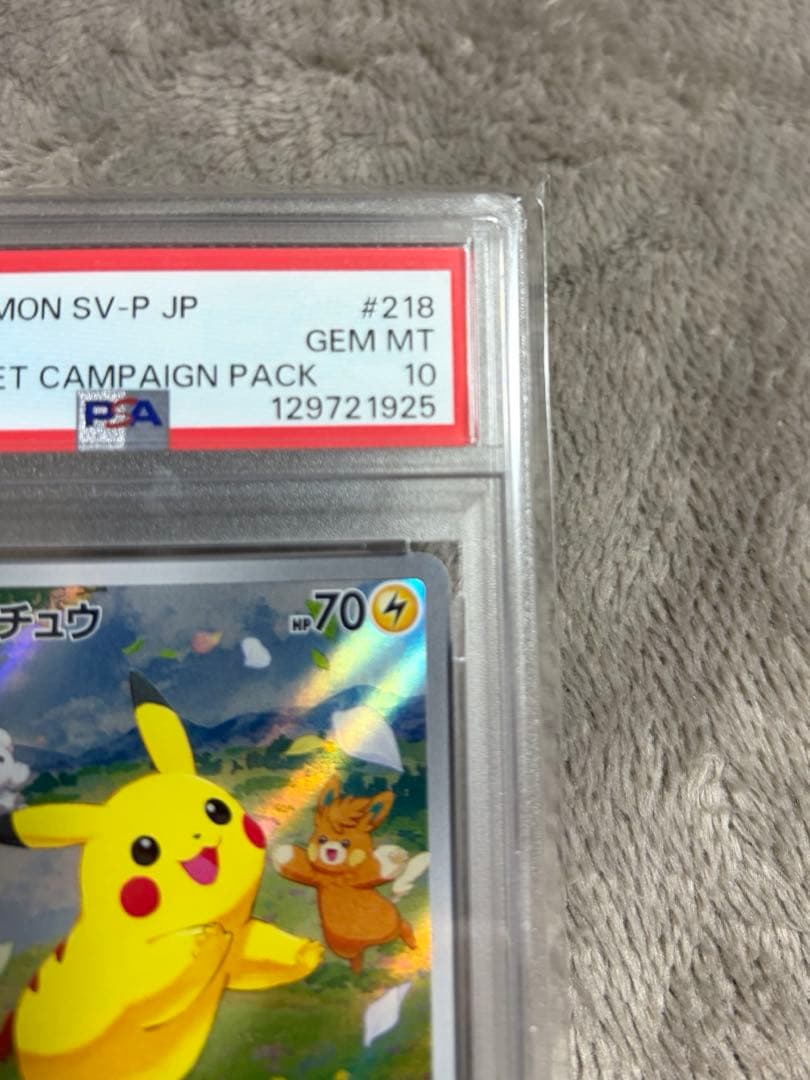 MON SV-P JP #218
GEM MT
ET CAMPAIGN PACK 10
PSA 129721925
チュウ HP70